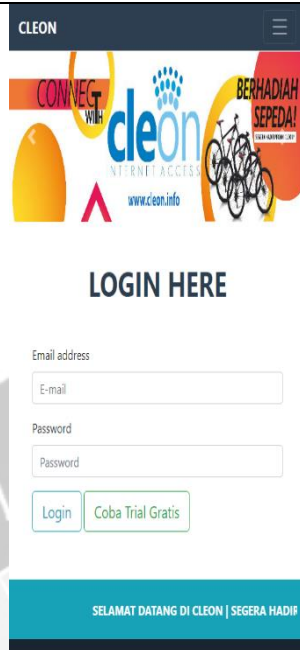 CLEON
CONNECT
WITH
cleon
INTERNET ACCESS
www.cleon.info
BERHADIAH
SEPEDA!
LOGIN HERE
Email address
E-mail
Password
Password
Login
Coba Trial Gratis
SELAMAT DATANG DI CLEON | SEGERA HADIR